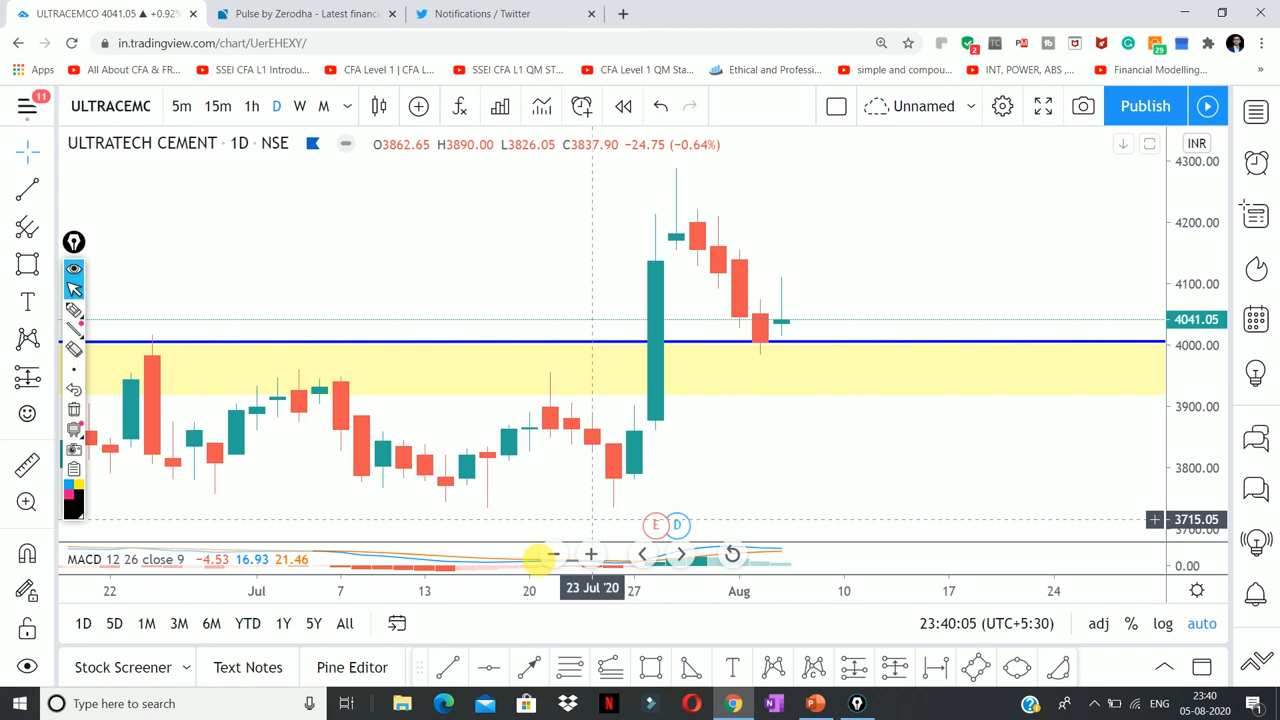 ULTRACEMCO 4041.05 ▲ +0.92%
Pulse by Zerodha - Latest financi
Notifications / Twitter
in.tradingview.com/chart/UerEHEXY/
2
29
Apps
All About CFA & FR...
SSEI CFA L1 Introdu...
CFA Level 1 | CFA L...
SSEI CFA L1 QM ST...
CFA Level 1 QM Sta...
Ethical and Professi...
simple and compou...
INT, POWER, ABS ,...
Financial Modelling...
»
11
ULTRACEMC
5m 15m 1h D W M
Unnamed
Publish
ULTRATECH CEMENT · 1D · NSE
O3862.65 H3890.00 L3826.05 C3837.90 −24.75 (−0.64%)
INR
4300.00
4200.00
4100.00
4041.05
4000.00
3900.00
3800.00
3715.05
3700.00
E D
MACD 12 26 close 9 −4.53 16.93 21.46
0.00
22 Jul 7 13 20 23 Jul '20 27 Aug 10 17 24
1D 5D 1M 3M 6M YTD 1Y 5Y All
23:40:05 (UTC+5:30)
adj % log auto
Stock Screener
Text Notes
Pine Editor
Type here to search
ENG
23:40
05-08-2020